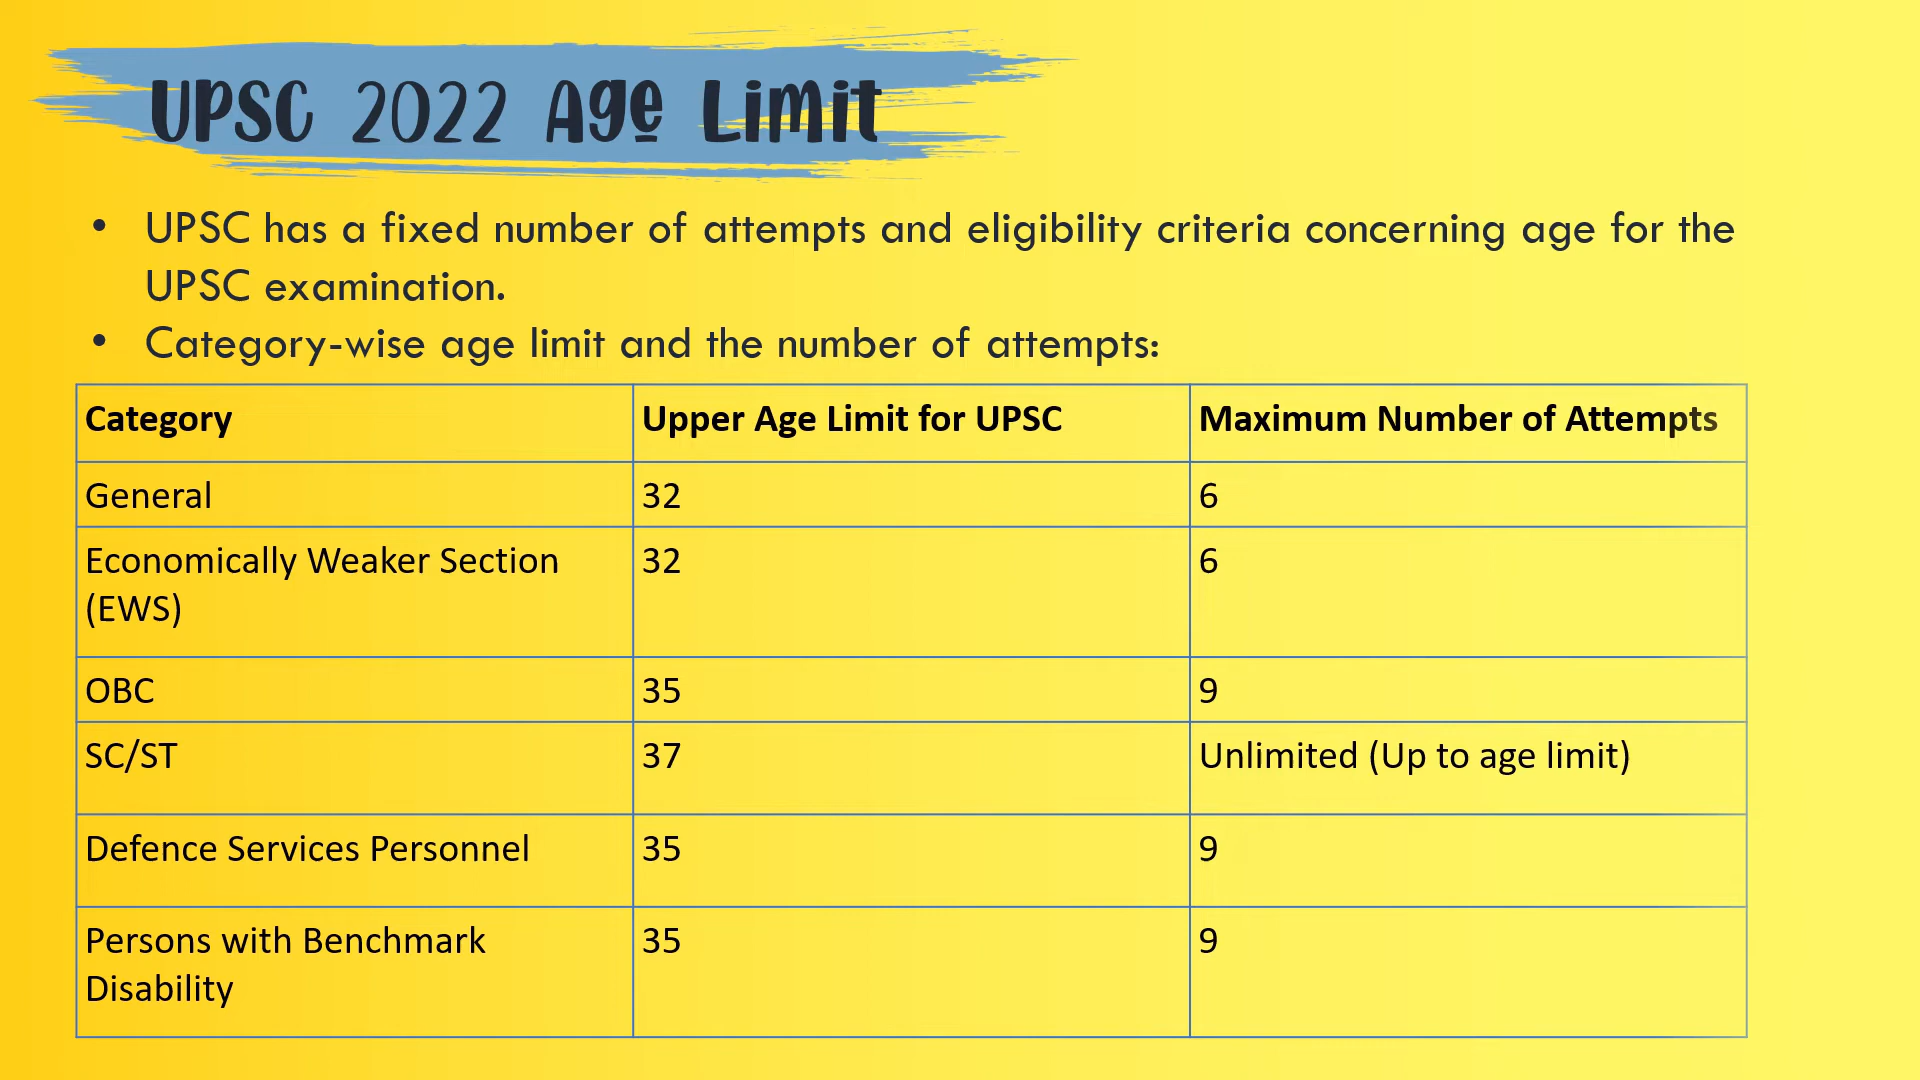 UPSC 2022 Age Limit
• UPSC has a fixed number of attempts and eligibility criteria concerning age for the
UPSC examination.
• Category-wise age limit and the number of attempts:
Category Upper Age Limit for UPSC Maximum Number of Attempts
General 32 6
Economically Weaker Section 32 6
(EWS)
OBC 35 9
SC/ST 37 Unlimited (Up to age limit)
Defence Services Personnel 35 9
Persons with Benchmark 35 9
Disability